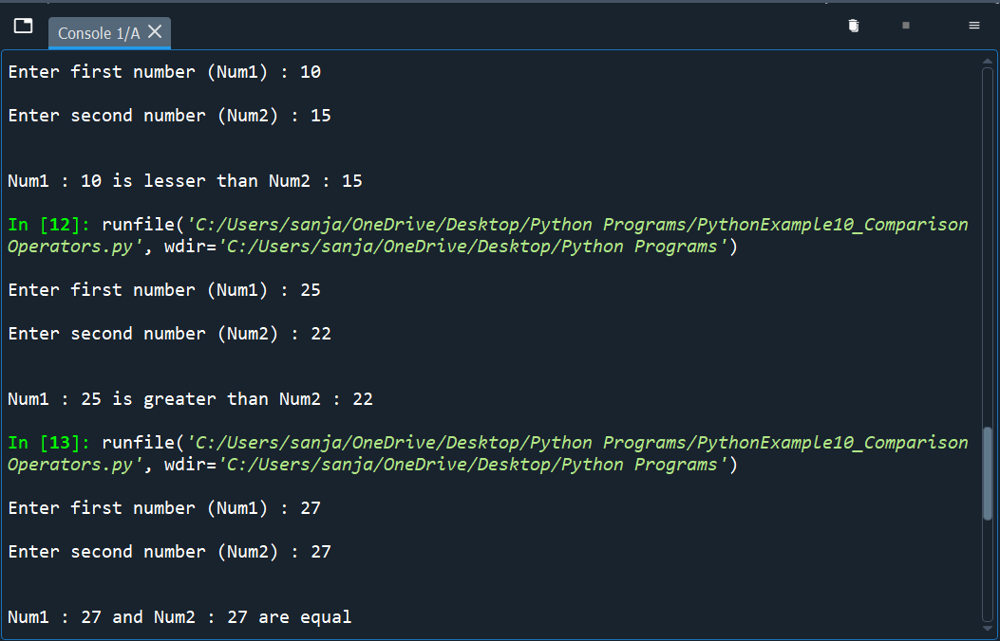 Console 1/A
Enter first number (Num1) : 10
Enter second number (Num2) : 15
Num1 : 10 is lesser than Num2 : 15
In [12]: runfile('C:/Users/sanja/OneDrive/Desktop/Python Programs/PythonExample10_Comparison
Operators.py', wdir='C:/Users/sanja/OneDrive/Desktop/Python Programs')
Enter first number (Num1) : 25
Enter second number (Num2) : 22
Num1 : 25 is greater than Num2 : 22
In [13]: runfile('C:/Users/sanja/OneDrive/Desktop/Python Programs/PythonExample10_Comparison
Operators.py', wdir='C:/Users/sanja/OneDrive/Desktop/Python Programs')
Enter first number (Num1) : 27
Enter second number (Num2) : 27
Num1 : 27 and Num2 : 27 are equal